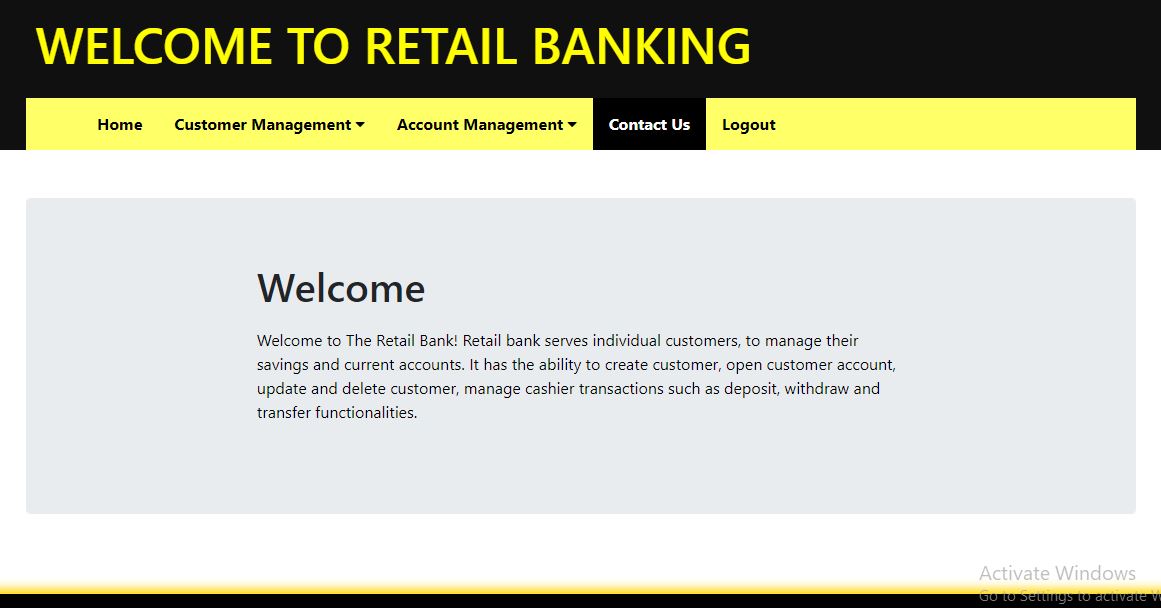 WELCOME TO RETAIL BANKING
Home Customer Management Account Management Contact Us Logout
Welcome
Welcome to The Retail Bank! Retail bank serves individual customers, to manage their
savings and current accounts. It has the ability to create customer, open customer account,
update and delete customer, manage cashier transactions such as deposit, withdraw and
transfer functionalities.
Activate Windows
Go to Settings to activate W